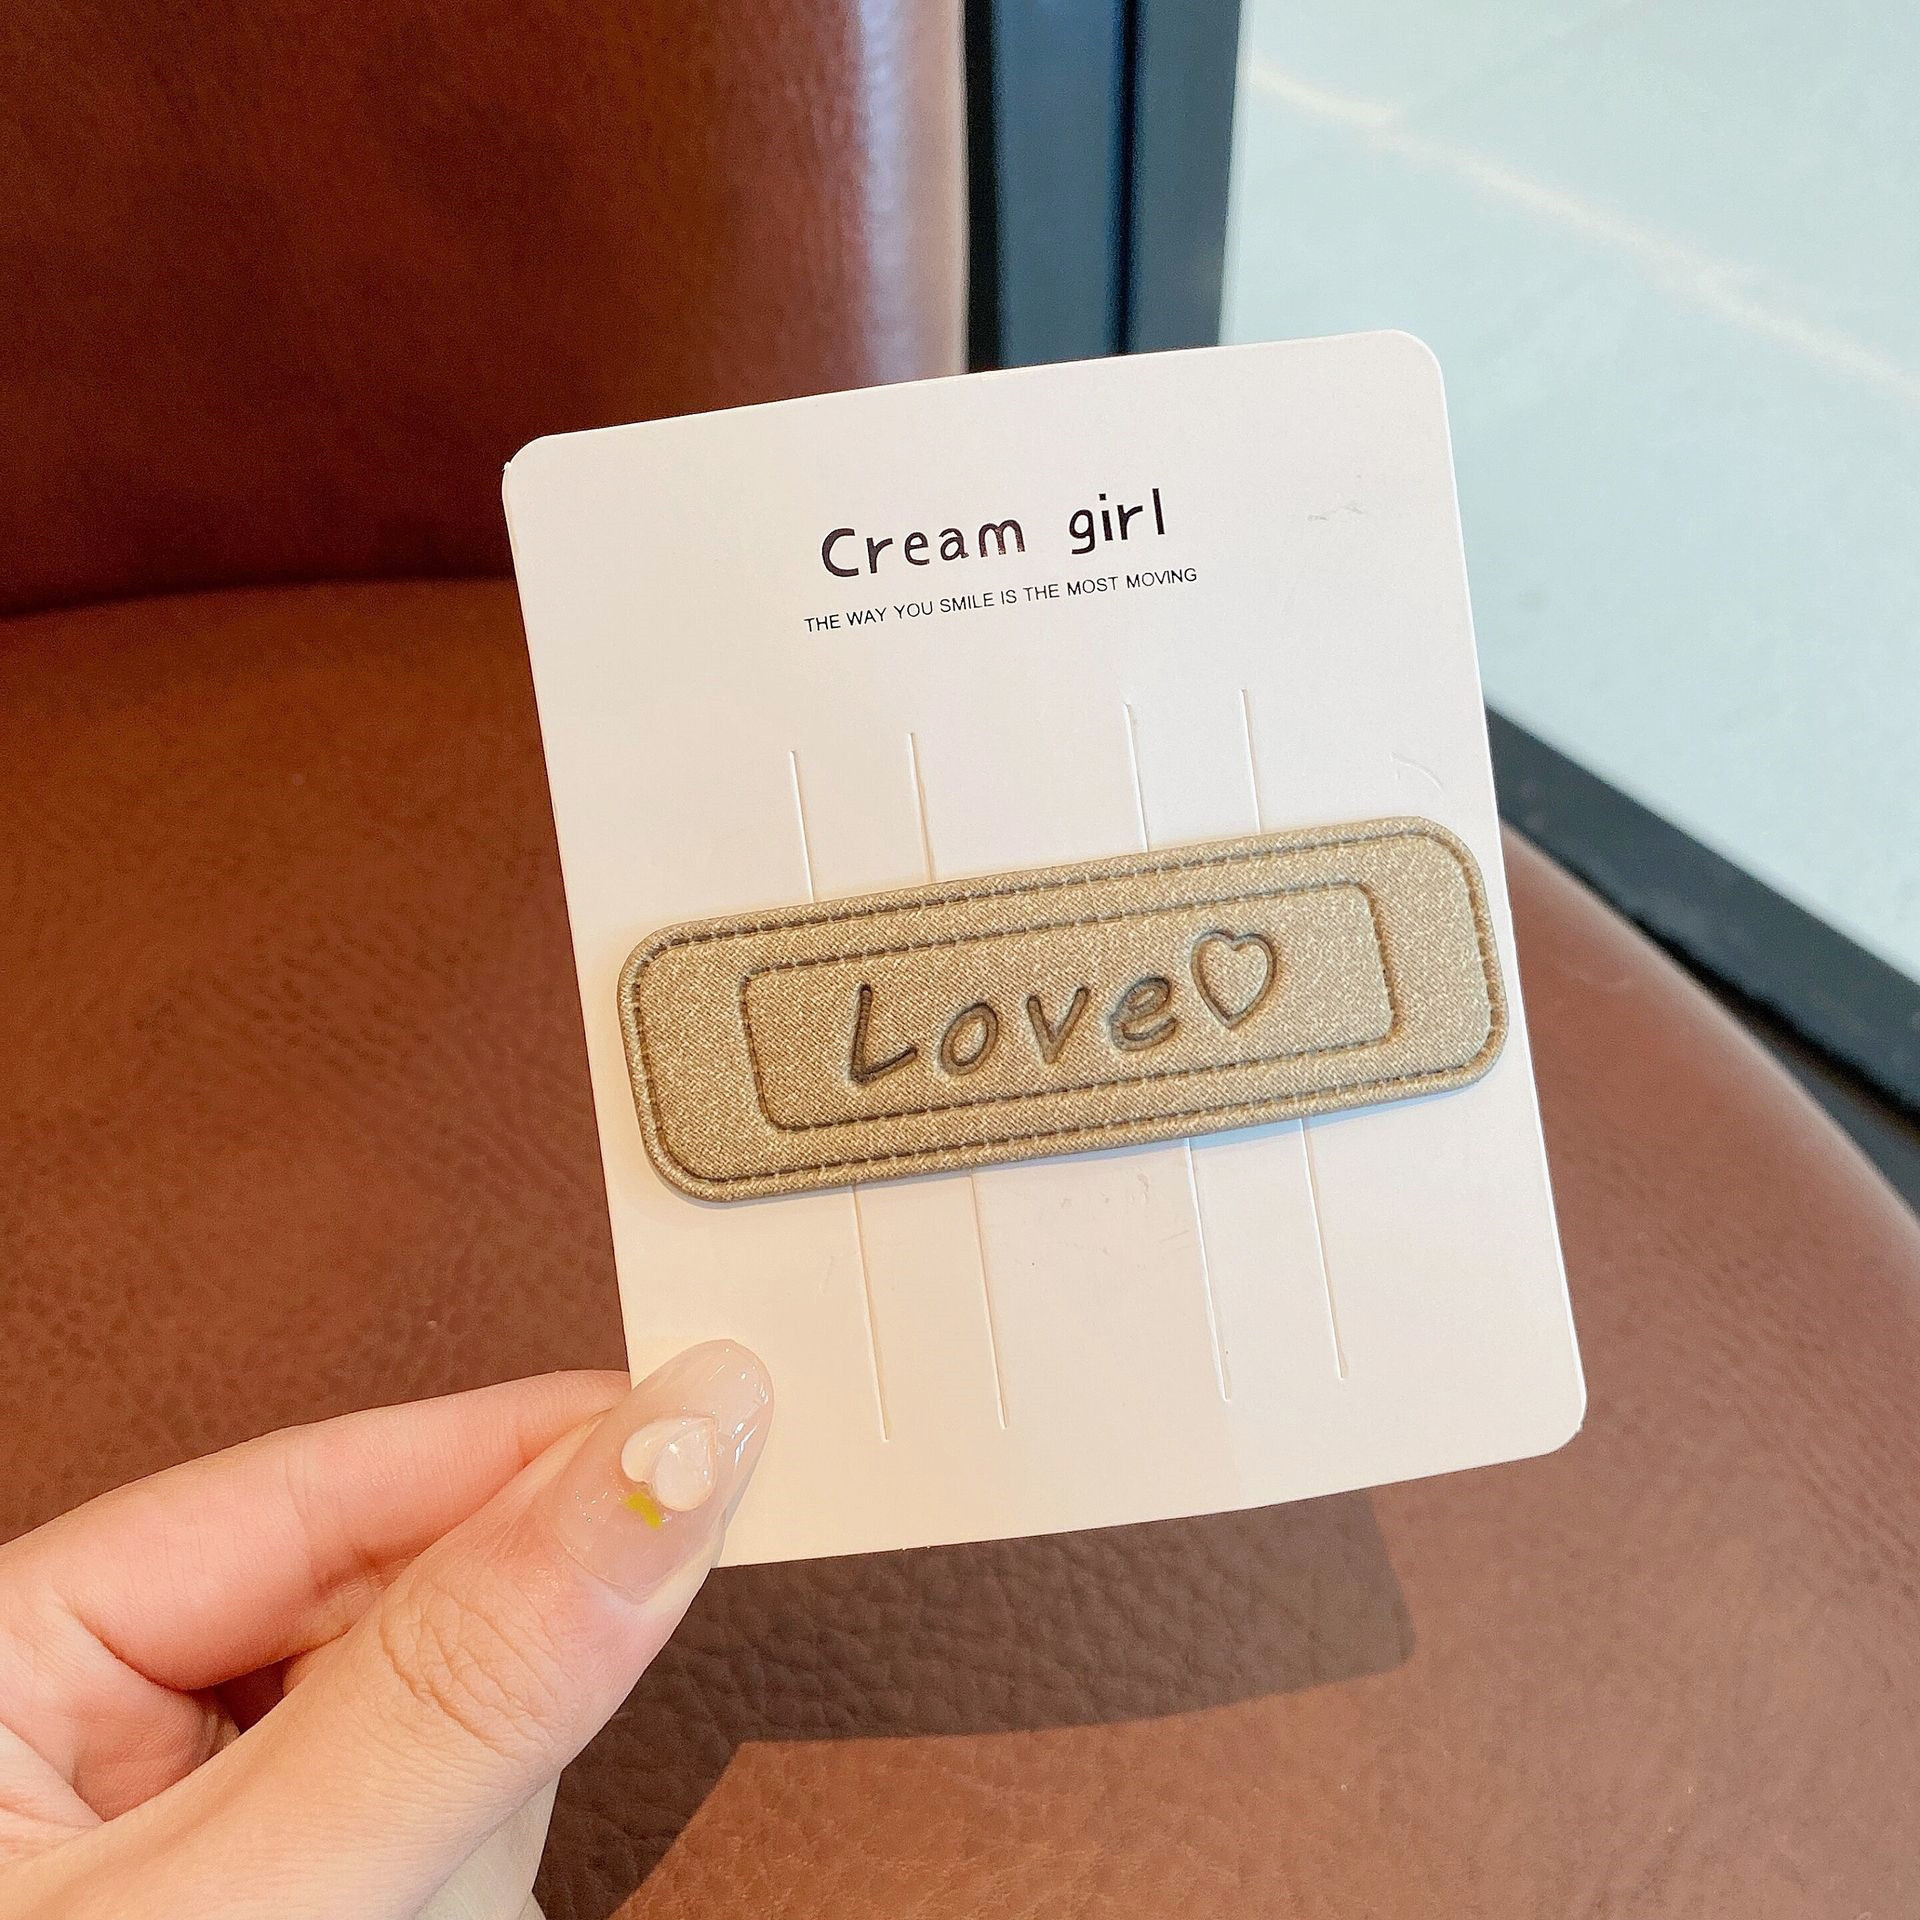 Cream girl
THE WAY YOU SMILE IS THE MOST MOVING
Love